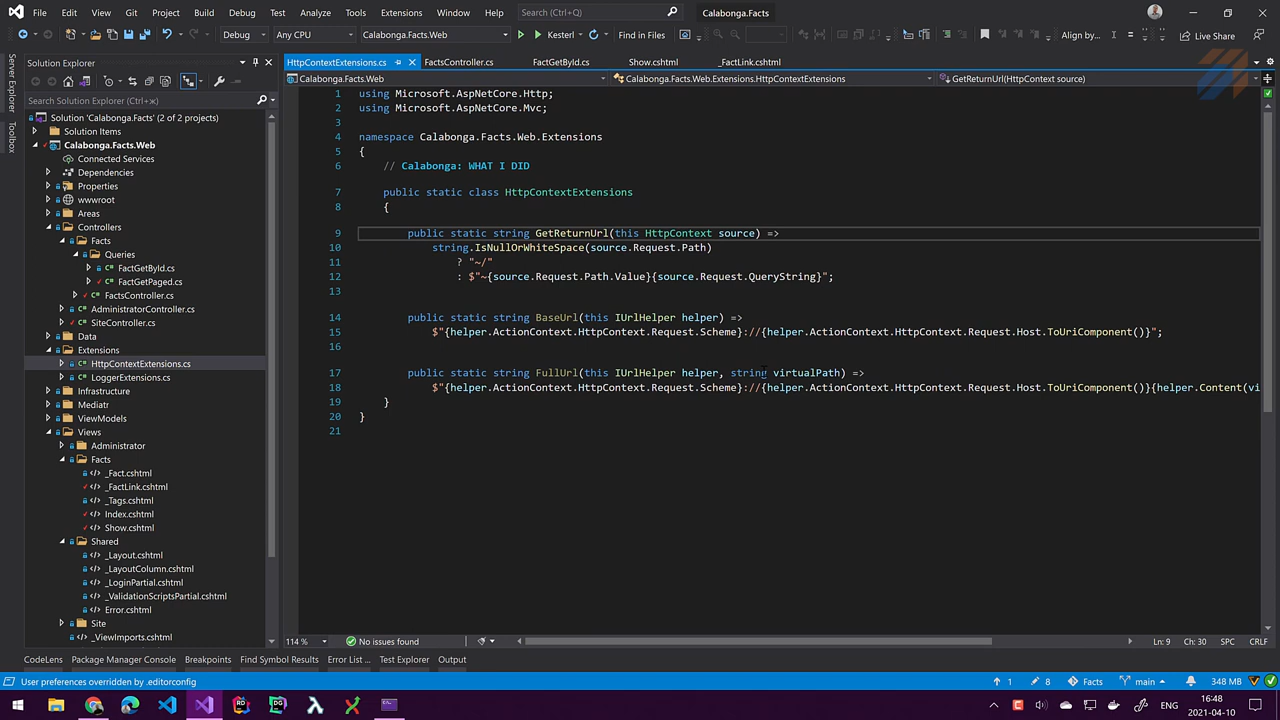 File Edit View Git Project Build Debug Test Analyze Tools Extensions Window Help Search (Ctrl+Q) Calabonga.Facts
Debug Any CPU Calabonga.Facts.Web Kestrel Find in Files Align by... Live Share
Server Explorer
Toolbox
Solution Explorer
Search Solution Explorer (Ctrl+ж)
Solution 'Calabonga.Facts' (2 of 2 projects)
Solution Items
Calabonga.Facts.Web
Connected Services
Dependencies
Properties
wwwroot
Areas
Controllers
Facts
Queries
FactGetById.cs
FactGetPaged.cs
FactsController.cs
AdministratorController.cs
SiteController.cs
Data
Extensions
HttpContextExtensions.cs
LoggerExtensions.cs
Infrastructure
Mediatr
ViewModels
Views
Administrator
Facts
_Fact.cshtml
_FactLink.cshtml
_Tags.cshtml
Index.cshtml
Show.cshtml
Shared
_Layout.cshtml
_LayoutColumn.cshtml
_LoginPartial.cshtml
_ValidationScriptsPartial.cshtml
Error.cshtml
Site
_ViewImports.cshtml
HttpContextExtensions.cs FactsController.cs FactGetById.cs Show.cshtml _FactLink.cshtml
Calabonga.Facts.Web Calabonga.Facts.Web.Extensions.HttpContextExtensions GetReturnUrl(HttpContext source)
1 using Microsoft.AspNetCore.Http;
2 using Microsoft.AspNetCore.Mvc;
3
4 namespace Calabonga.Facts.Web.Extensions
5 {
6 // Calabonga: WHAT I DID
7 public static class HttpContextExtensions
8 {
9 public static string GetReturnUrl(this HttpContext source) =>
10 string.IsNullOrWhiteSpace(source.Request.Path)
11 ? "~/"
12 : $"~{source.Request.Path.Value}{source.Request.QueryString}";
13
14 public static string BaseUrl(this IUrlHelper helper) =>
15 $"{helper.ActionContext.HttpContext.Request.Scheme}://{helper.ActionContext.HttpContext.Request.Host.ToUriComponent()}";
16
17 public static string FullUrl(this IUrlHelper helper, string virtualPath) =>
18 $"{helper.ActionContext.HttpContext.Request.Scheme}://{helper.ActionContext.HttpContext.Request.Host.ToUriComponent()}{helper.Content(vi
19 }
20 }
21
114 % No issues found Ln: 9 Ch: 30 SPC CRLF
CodeLens Package Manager Console Breakpoints Find Symbol Results Error List ... Test Explorer Output
User preferences overridden by .editorconfig 1 8 Facts main 348 MB
ENG 16:48
2021-04-10